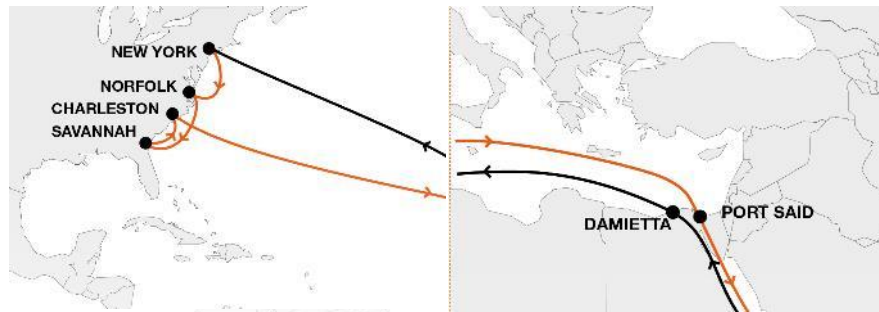 NEW YORK
NORFOLK
CHARLESTON
SAVANNAH
DAMIETTA
PORT SAID